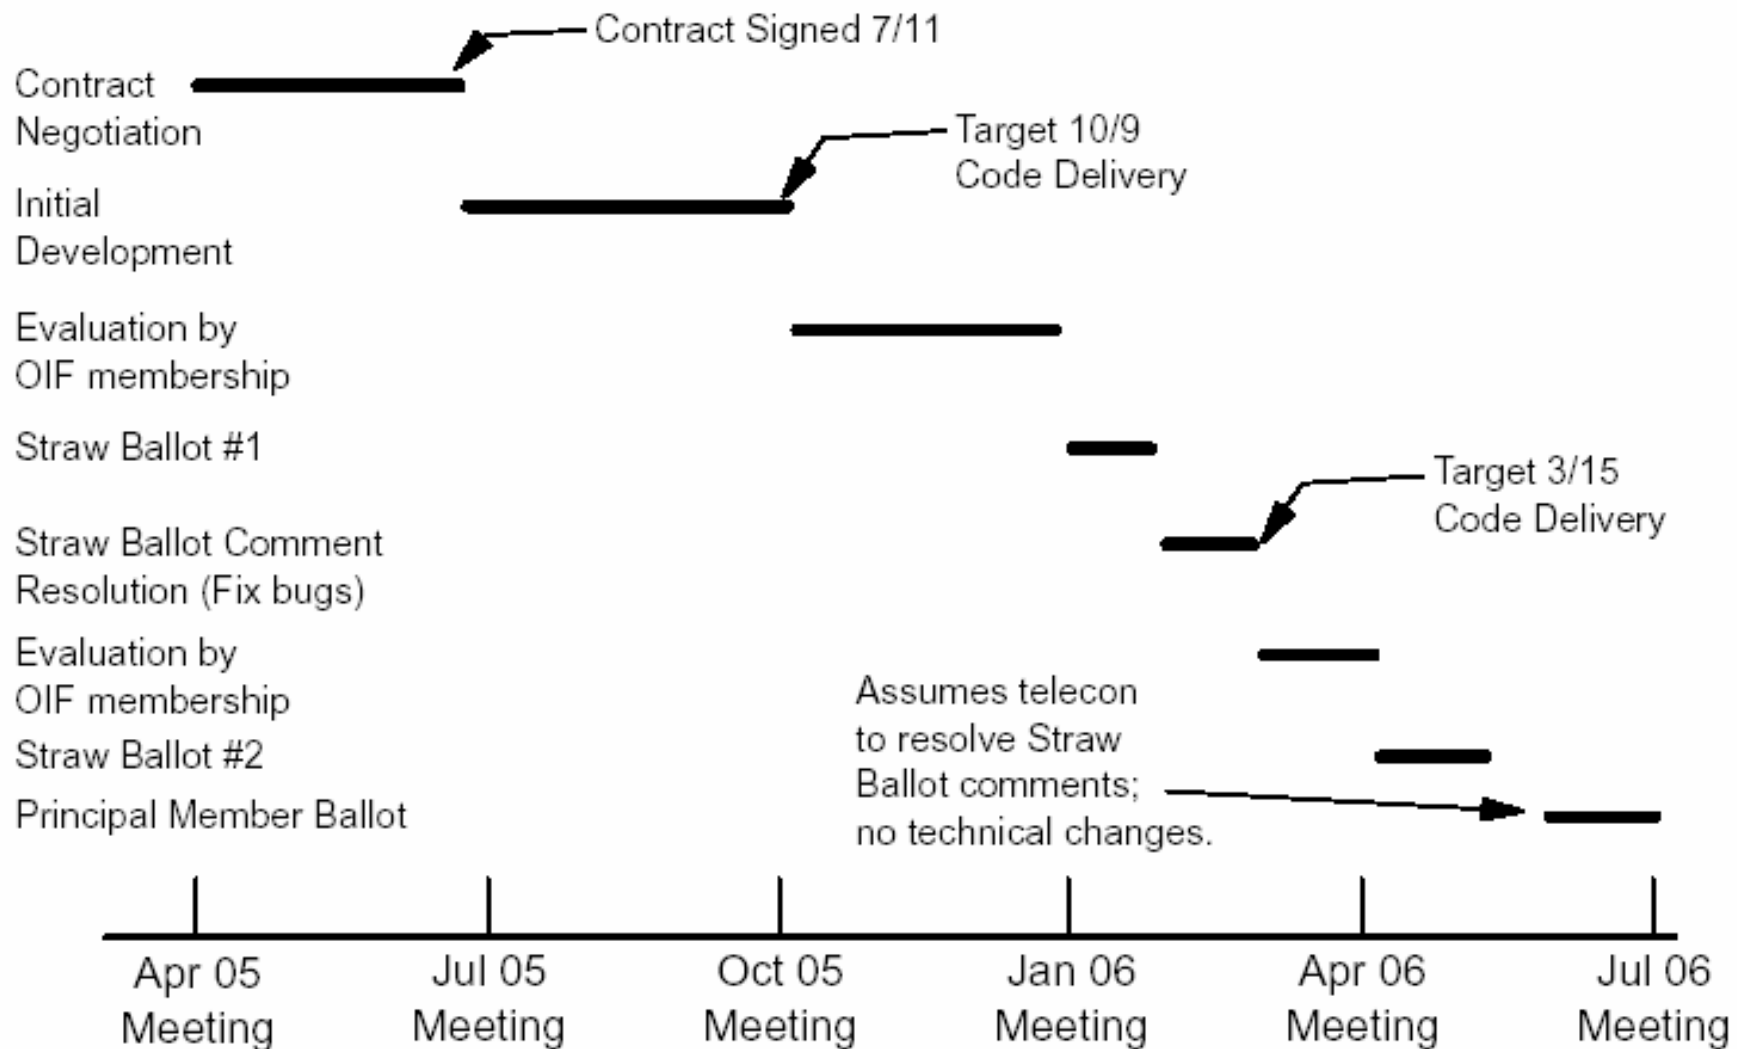 Contract Signed 7/11
Contract
Negotiation
Target 10/9
Code Delivery
Initial
Development
Evaluation by
OIF membership
Straw Ballot #1
Target 3/15
Code Delivery
Straw Ballot Comment
Resolution (Fix bugs)
Evaluation by
OIF membership
Assumes telecon
to resolve Straw
Ballot comments;
no technical changes.
Straw Ballot #2
Principal Member Ballot
Apr 05
Meeting
Jul 05
Meeting
Oct 05
Meeting
Jan 06
Meeting
Apr 06
Meeting
Jul 06
Meeting